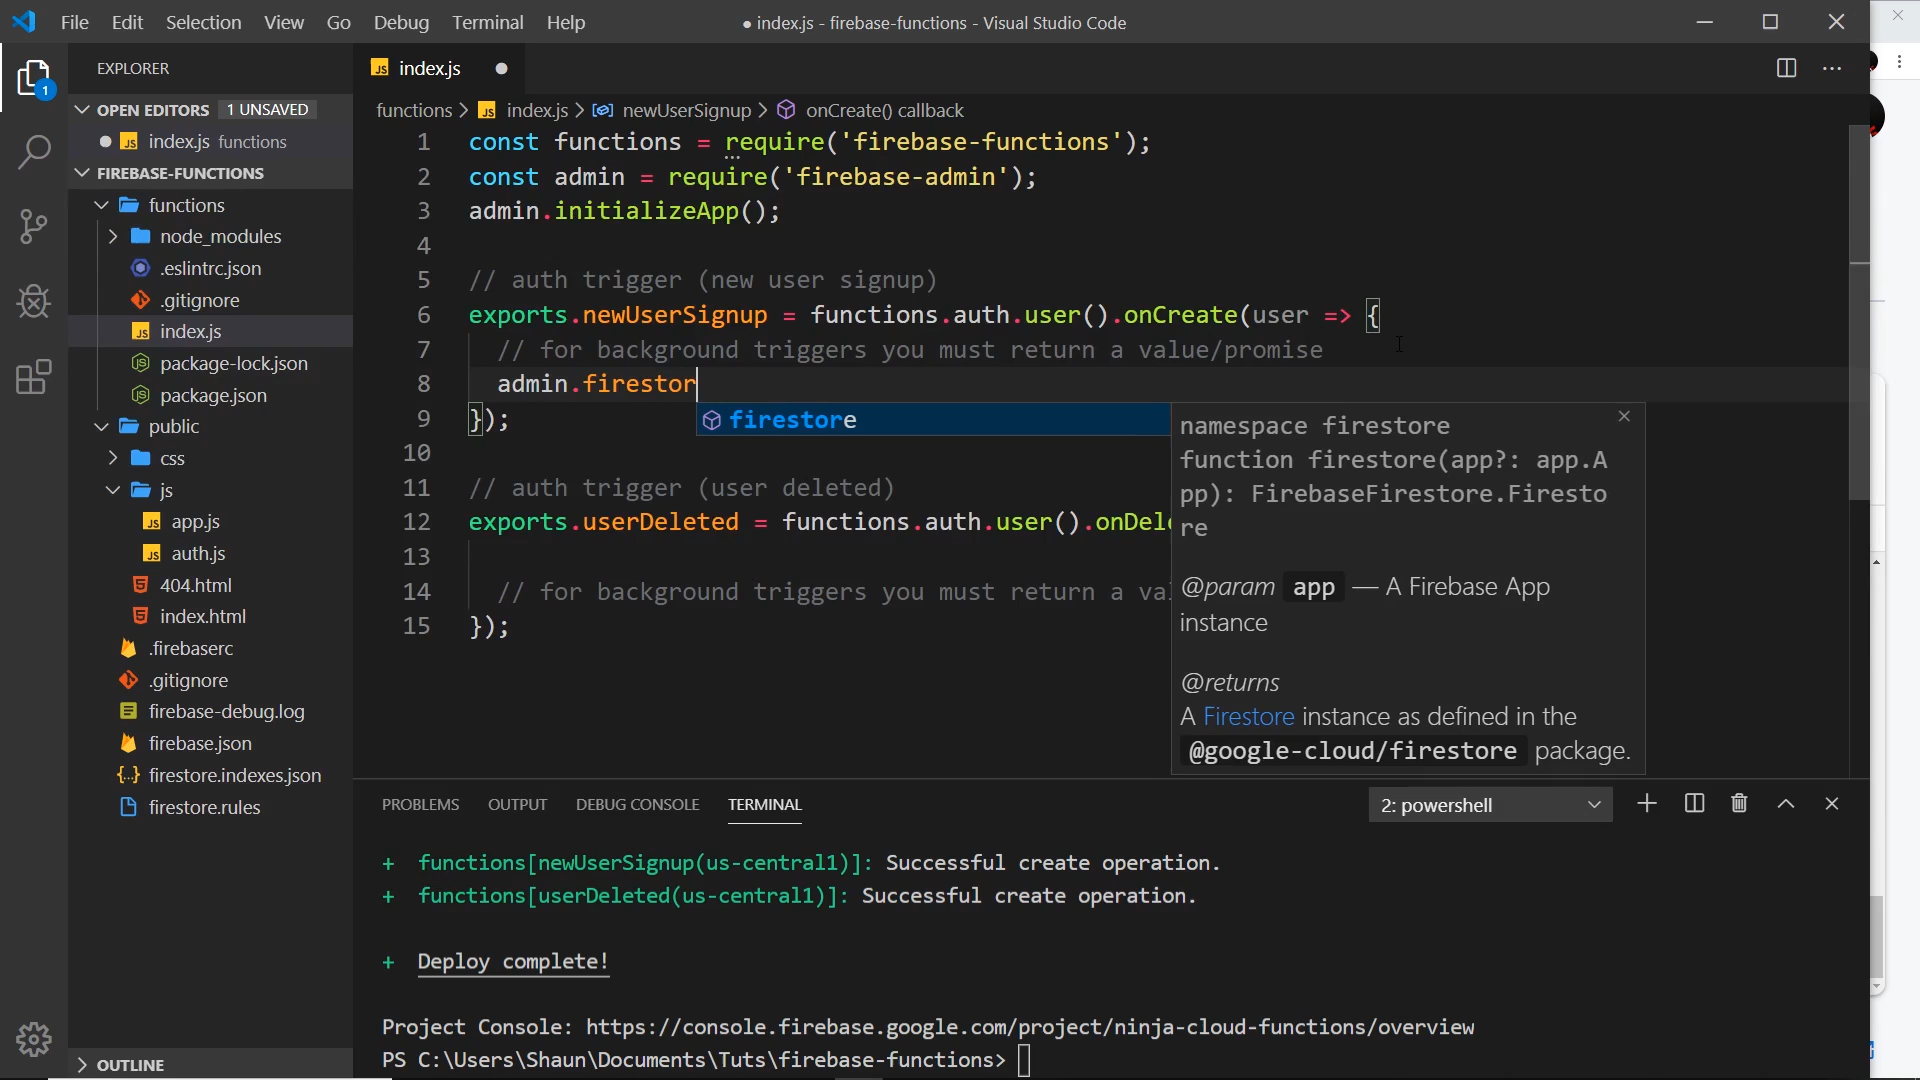 File Edit Selection View Go Debug Terminal Help
● index.js - firebase-functions - Visual Studio Code
EXPLORER
OPEN EDITORS 1 UNSAVED
index.js functions
FIREBASE-FUNCTIONS
functions
node_modules
.eslintrc.json
.gitignore
index.js
package-lock.json
package.json
public
css
js
app.js
auth.js
404.html
index.html
.firebaserc
.gitignore
firebase-debug.log
firebase.json
firestore.indexes.json
firestore.rules
OUTLINE
1
JS index.js
functions > JS index.js > newUserSignup > onCreate() callback
1 const functions = require('firebase-functions');
2 const admin = require('firebase-admin');
3 admin.initializeApp();
4
5 // auth trigger (new user signup)
6 exports.newUserSignup = functions.auth.user().onCreate(user => {
7 // for background triggers you must return a value/promise
8 admin.firestor
9 });
10
11 // auth trigger (user deleted)
12 exports.userDeleted = functions.auth.user().onDel
13
14 // for background triggers you must return a va
15 });
firestore
namespace firestore
function firestore(app?: app.A
pp): FirebaseFirestore.Firesto
re
@param app — A Firebase App
instance
@returns
A Firestore instance as defined in the
@google-cloud/firestore package.
PROBLEMS OUTPUT DEBUG CONSOLE TERMINAL
2: powershell
+ functions[newUserSignup(us-central1)]: Successful create operation.
+ functions[userDeleted(us-central1)]: Successful create operation.
+ Deploy complete!
Project Console: https://console.firebase.google.com/project/ninja-cloud-functions/overview
PS C:\Users\Shaun\Documents\Tuts\firebase-functions>